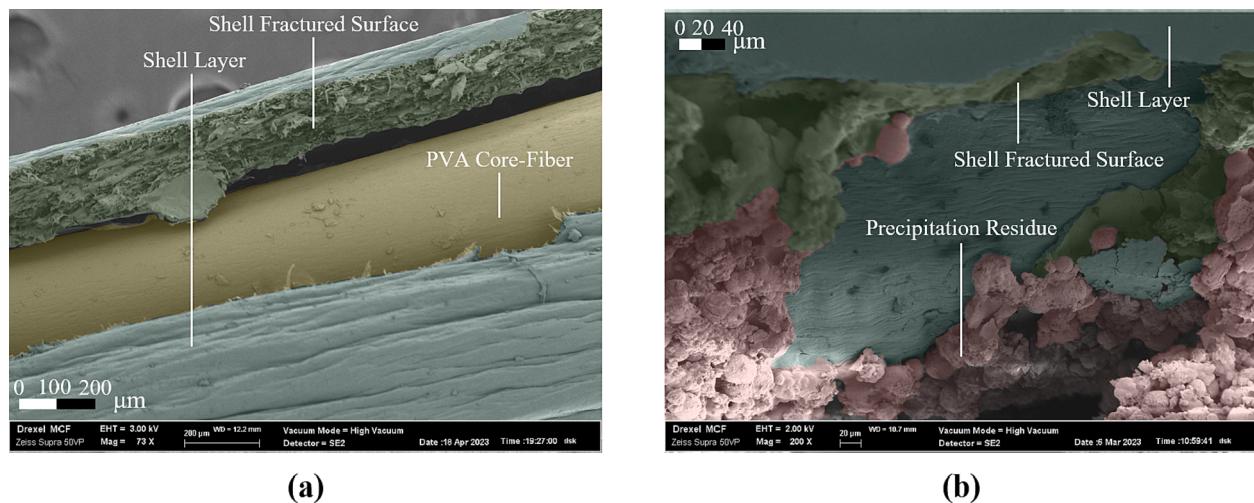 Shell Fractured Surface
Shell Layer
PVA Core-Fiber
0 100 200
μm
Drexel MCF
Zeiss Supra 50VP
EHT = 3.00 kV
Mag = 73 X
200 μm
WD = 12.2 mm
Vacuum Mode = High Vacuum
Detector = SE2
Date :18 Apr 2023
Time :19:27:00
dsk
(a)
0 20 40
μm
Shell Layer
Shell Fractured Surface
Precipitation Residue
Drexel MCF
Zeiss Supra 50VP
EHT = 2.00 kV
Mag = 200 X
20 μm
WD = 10.7 mm
Vacuum Mode = High Vacuum
Detector = SE2
Date :6 Mar 2023
Time :10:59:41
dsk
(b)